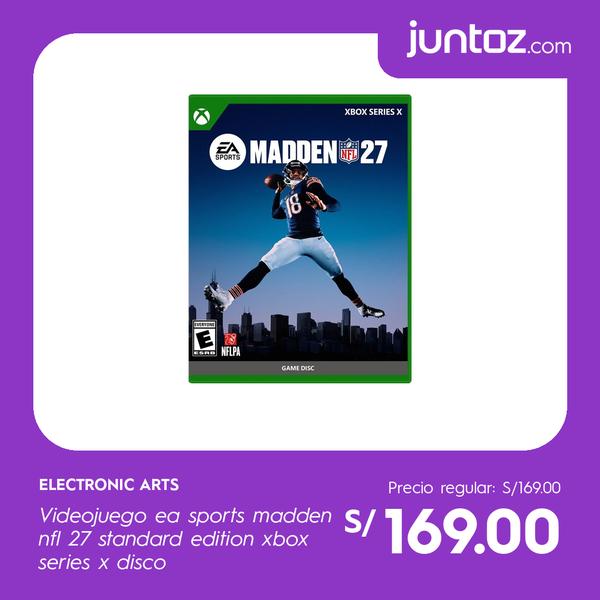 juntoz.com
XBOX SERIES X
EA
SPORTS
MADDEN NFL 27
18
EVERYONE
E
ESRB
NFLPA
GAME DISC
ELECTRONIC ARTS
Videojuego ea sports madden
nfl 27 standard edition xbox
series x disco
Precio regular: S/169.00
S/ 169.00